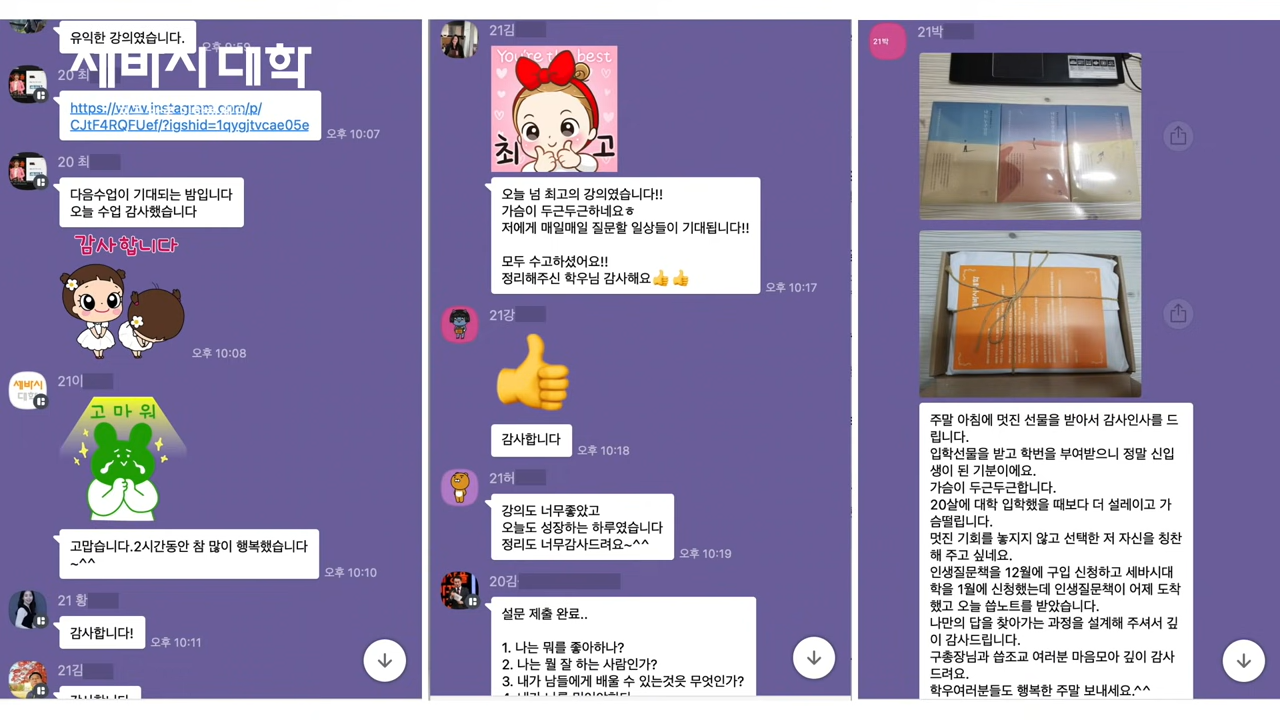 유익한 강의였습니다.
오후 9:59
세바시대학
20 최
https://www.instagram.com/p/
CJtF4RQFUef/?igshid=1qygjtvcae05e
오후 10:07
20 최
다음수업이 기대되는 밤입니다
오늘 수업 감사했습니다
감사합니다
오후 10:08
세바시
대학
21이
고마워
고맙습니다.2시간동안 참 많이 행복했습니다
~^^
오후 10:10
21 황
감사합니다!
오후 10:11
21김
감사합니다
21김
You're the best
최고
오늘 넘 최고의 강의였습니다!!
가슴이 두근두근하네요ㅎ
저에게 매일매일 질문할 일상들이 기대됩니다!!
모두 수고하셨어요!!
정리해주신 학우님 감사해요👍👍
오후 10:17
21강
감사합니다
오후 10:18
21허
강의도 너무좋았고
오늘도 성장하는 하루였습니다
정리도 너무감사드려요~^^
오후 10:19
20김
설문 제출 완료..
1. 나는 뭐를 좋아하나?
2. 나는 뭘 잘 하는 사람인가?
3. 내가 남들에게 배울 수 있는것읏 무엇인가?
21박
21박
주말 아침에 멋진 선물을 받아서 감사인사를 드
립니다.
입학선물을 받고 학번을 부여받으니 정말 신입
생이 된 기분이에요.
가슴이 두근두근합니다.
20살에 대학 입학했을 때보다 더 설레이고 가
슴떨립니다.
멋진 기회를 놓지지 않고 선택한 저 자신을 칭찬
해 주고 싶네요.
인생질문책을 12월에 구입 신청하고 세바시대
학을 1월에 신청했는데 인생질문책이 어제 도착
했고 오늘 씁노트를 받았습니다.
나만의 답을 찾아가는 과정을 설계해 주셔서 깊
이 감사드립니다.
구총장님과 씁조교 여러분 마음모아 깊이 감사
드려요.
학우여러분들도 행복한 주말 보내세요.^^